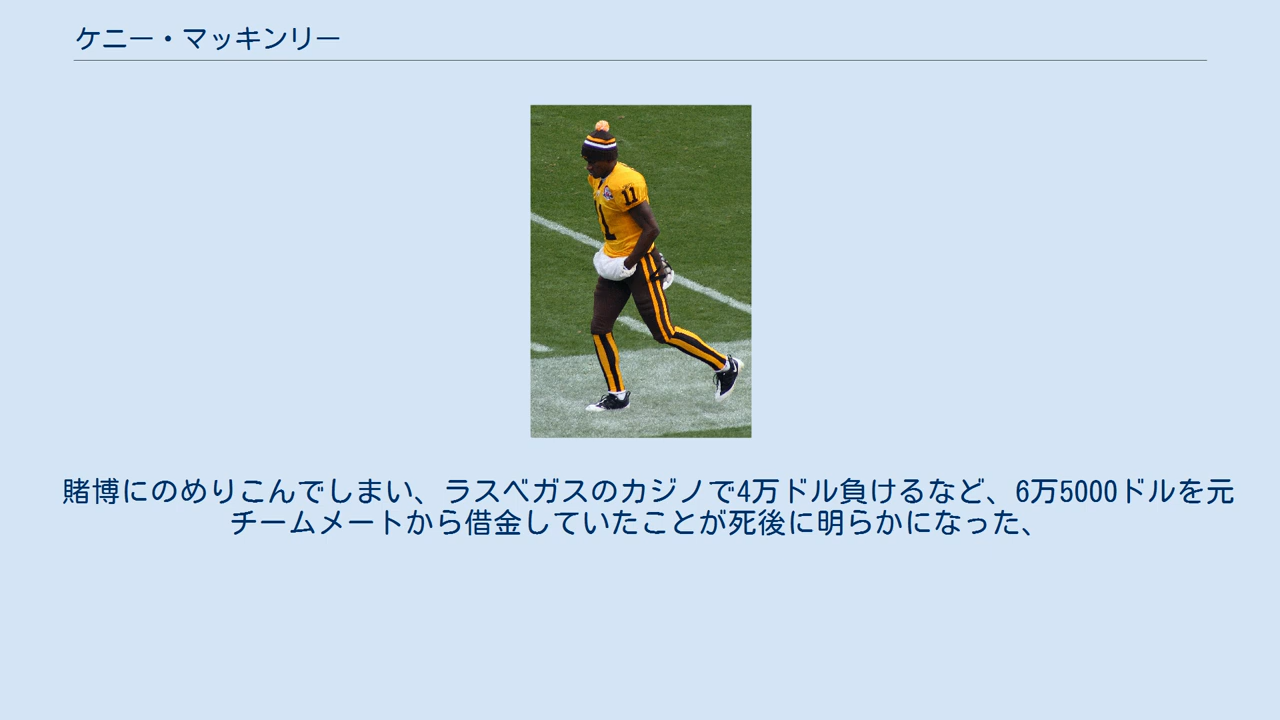 ケニー・マッキンリー
11
11
賭博にのめりこんでしまい、ラスベガスのカジノで4万ドル負けるなど、6万5000ドルを元
チームメートから借金していたことが死後に明らかになった、